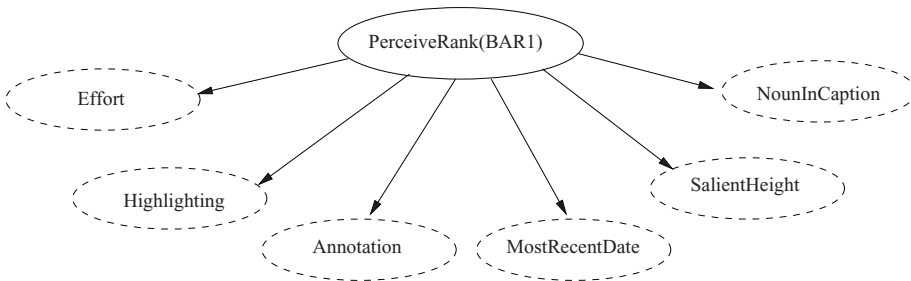 PerceiveRank(BAR1)
Effort
NounInCaption
Highlighting
SalientHeight
Annotation
MostRecentDate